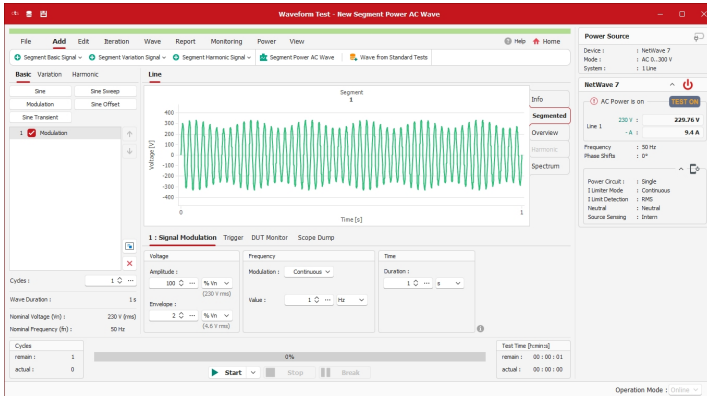 Waveform Test - New Segment Power AC Wave
File Add Edit Iteration Wave Report Monitoring Power View Help Home
Segment Basic Signal Segment Variation Signal Segment Harmonic Signal Segment Power AC Wave Wave from Standard Tests
Basic Variation Harmonic
Sine Sine Sweep
Modulation Sine Offset
Sine Transient
1 Modulation
Cycles : 1 ...
Wave Duration : 1 s
Nominal Voltage (Vn) : 230 V (rms)
Nominal Frequency (fn) : 50 Hz
Line
Segment
1
Voltage [V]
400
300
200
100
0
-100
-200
-300
-400
0 1
Time [s]
Info
Segmented
Overview
Harmonic
Spectrum
1 : Signal Modulation Trigger DUT Monitor Scope Dump
Voltage
Amplitude :
100 ... % Vn
(230 V rms)
Envelope :
2 ... % Vn
(4.6 V rms)
Frequency
Modulation : Continuous
Value : 1 ... Hz
Time
Duration :
1 ... s
Cycles
remain : 1
actual : 0
0%
Start Stop Break
Test Time [h:min:s]
remain : 00 : 00 : 01
actual : 00 : 00 : 00
Power Source
Device : : NetWave 7
Mode : : AC 0...300 V
System : : 1 Line
NetWave 7
AC Power is on TEST ON
Line 1
230 V : 229.76 V
- A : 9.4 A
Frequency : 50 Hz
Phase Shifts : 0°
Power Circuit : : Single
I Limiter Mode : Continuous
I Limit Detection : RMS
Neutral : Neutral
Source Sensing : Intern
Operation Mode : Online